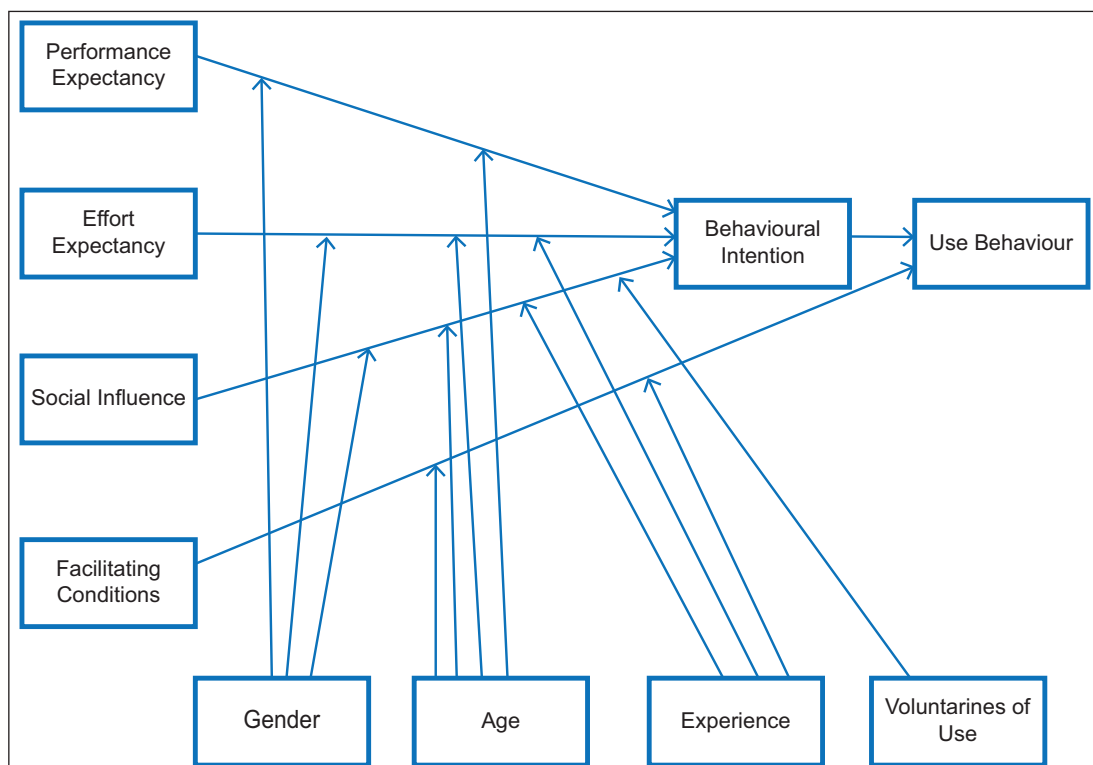 Performance
Expectancy
Effort
Expectancy
Behavioural
Intention
Use Behaviour
Social Influence
Facilitating
Conditions
Gender
Age
Experience
Voluntarines of
Use